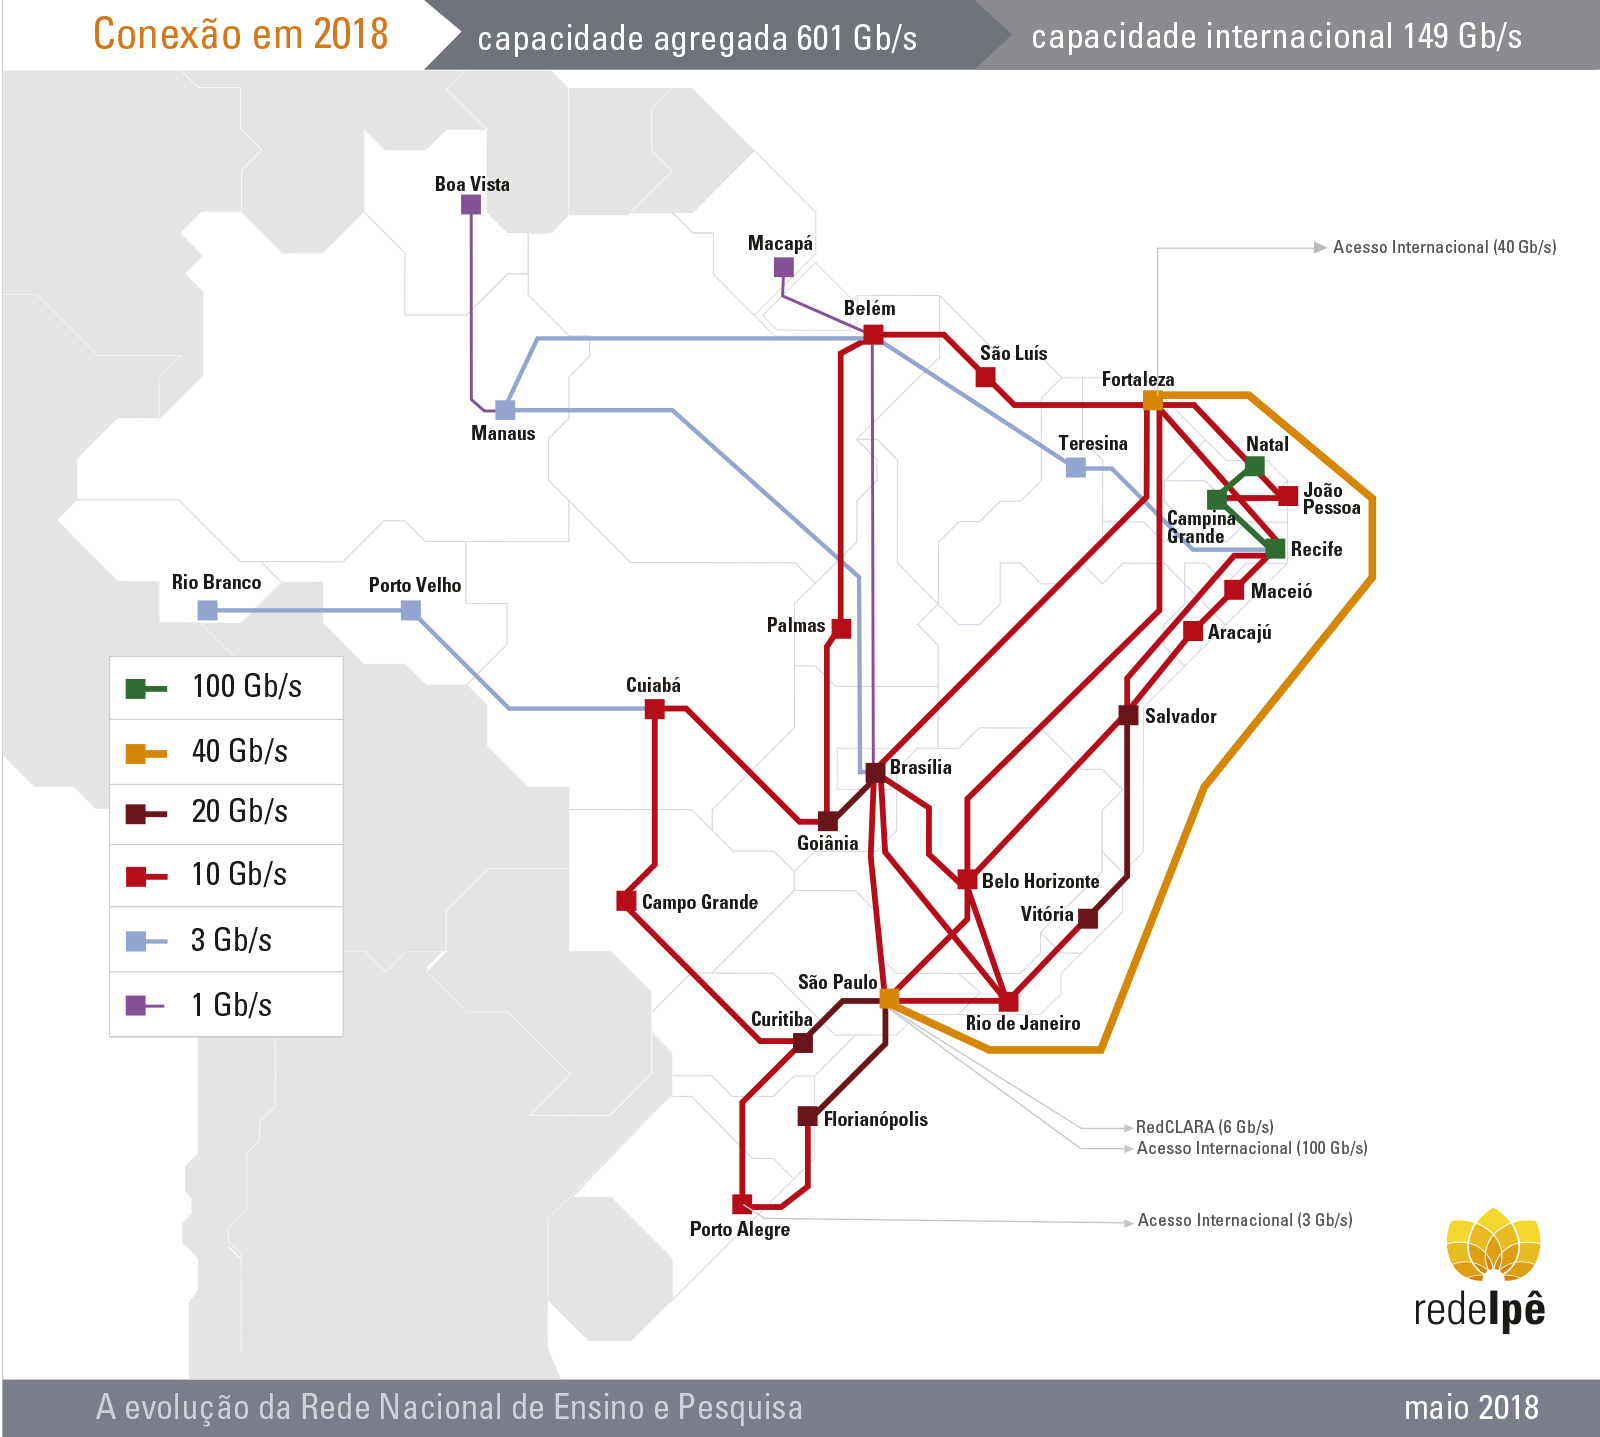 Conexão em 2018
capacidade agregada 601 Gb/s
capacidade internacional 149 Gb/s
Boa Vista
Macapá
Acesso Internacional (40 Gb/s)
Belém
São Luís
Fortaleza
Manaus
Teresina
Natal
João
Pessoa
Campina
Grande
Recife
Rio Branco
Porto Velho
Maceió
Palmas
Aracajú
Cuiabá
Salvador
Brasília
Goiânia
Belo Horizonte
Campo Grande
Vitória
São Paulo
Curitiba
Rio de Janeiro
Florianópolis
Porto Alegre
100 Gb/s
40 Gb/s
20 Gb/s
10 Gb/s
3 Gb/s
1 Gb/s
RedCLARA (6 Gb/s)
Acesso Internacional (100 Gb/s)
Acesso Internacional (3 Gb/s)
redeIpê
A evolução da Rede Nacional de Ensino e Pesquisa
maio 2018